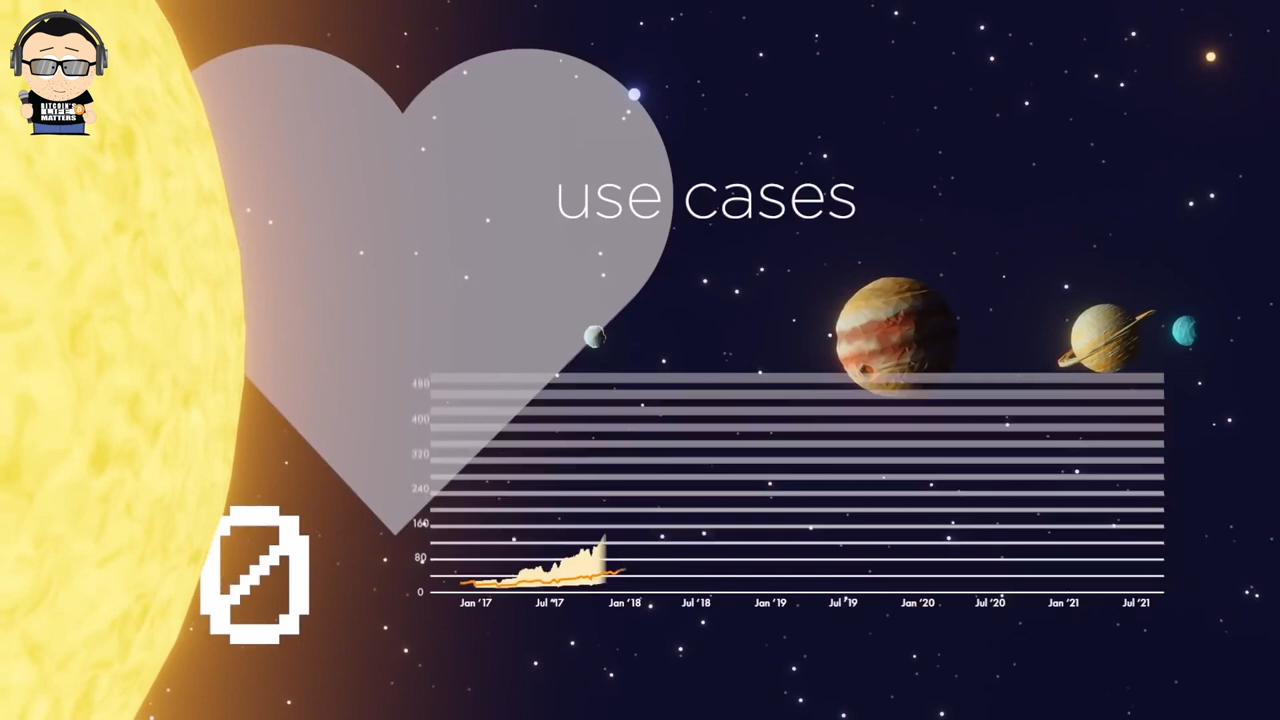 BITCOIN'S
LIFE
MATTERS
use cases
480
400
320
240
160
80
0
Jan '17 Jul '17 Jan '18 Jul '18 Jan '19 Jul '19 Jan '20 Jul '20 Jan '21 Jul '21
0